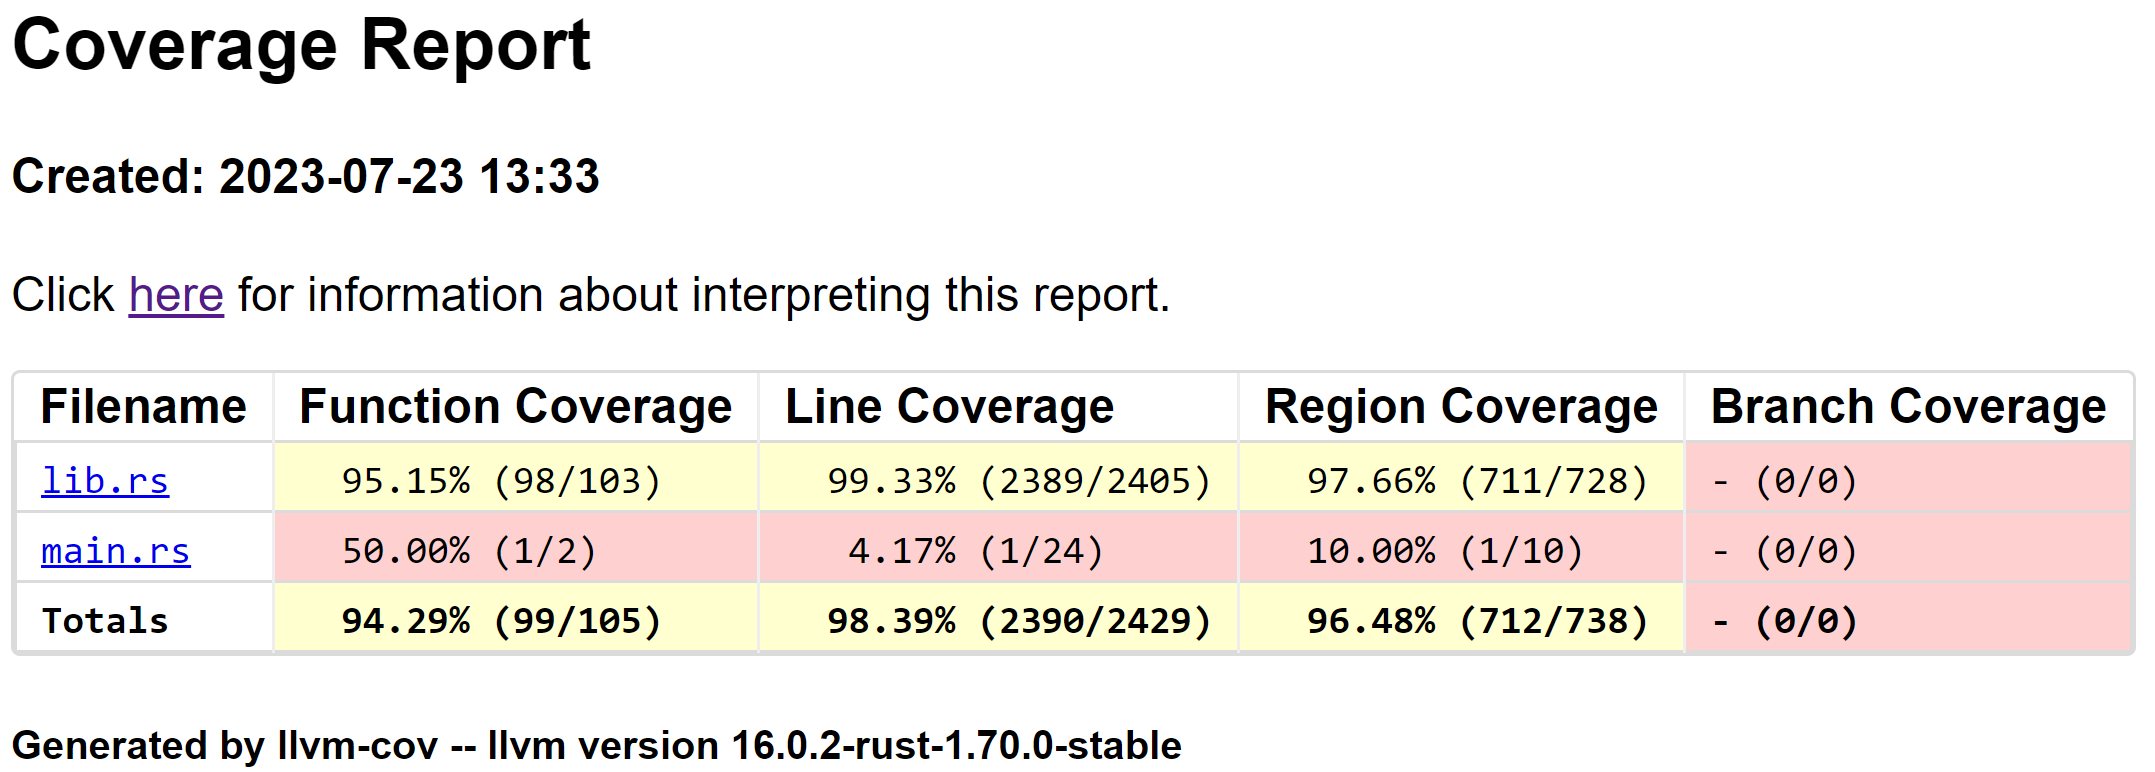 Coverage Report
Created: 2023-07-23 13:33
Click here for information about interpreting this report.
Filename Function Coverage Line Coverage Region Coverage Branch Coverage
lib.rs 95.15% (98/103) 99.33% (2389/2405) 97.66% (711/728) - (0/0)
main.rs 50.00% (1/2) 4.17% (1/24) 10.00% (1/10) - (0/0)
Totals 94.29% (99/105) 98.39% (2390/2429) 96.48% (712/738) - (0/0)
Generated by llvm-cov -- llvm version 16.0.2-rust-1.70.0-stable